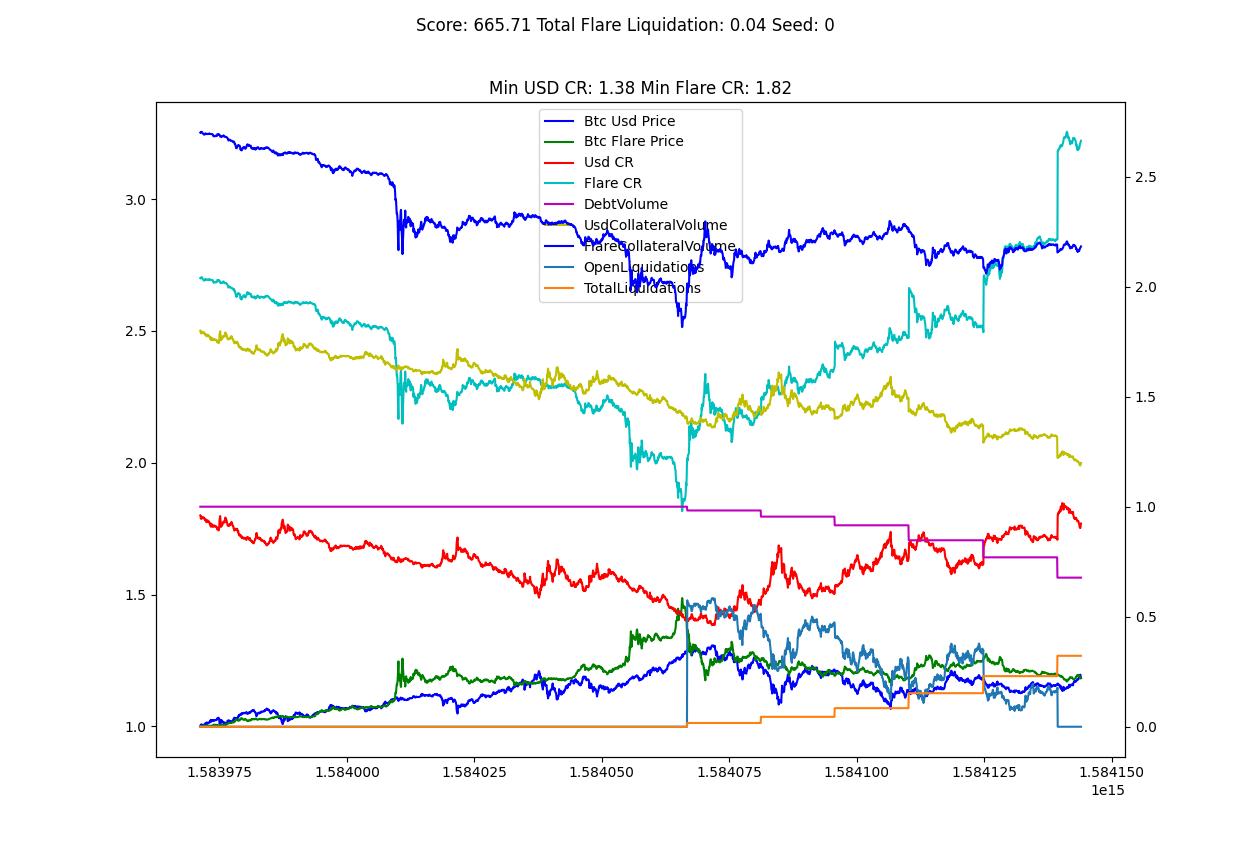 Score: 665.71 Total Flare Liquidation: 0.04 Seed: 0
Min USD CR: 1.38 Min Flare CR: 1.82
Btc Usd Price
Btc Flare Price
Usd CR
Flare CR
DebtVolume
UsdCollateralVolume
FlareCollateralVolume
OpenLiquidations
TotalLiquidations
3.0
2.5
2.0
1.5
1.0
2.5
2.0
1.5
1.0
0.5
0.0
1.583975
1.584000
1.584025
1.584050
1.584075
1.584100
1.584125
1.584150
1e15